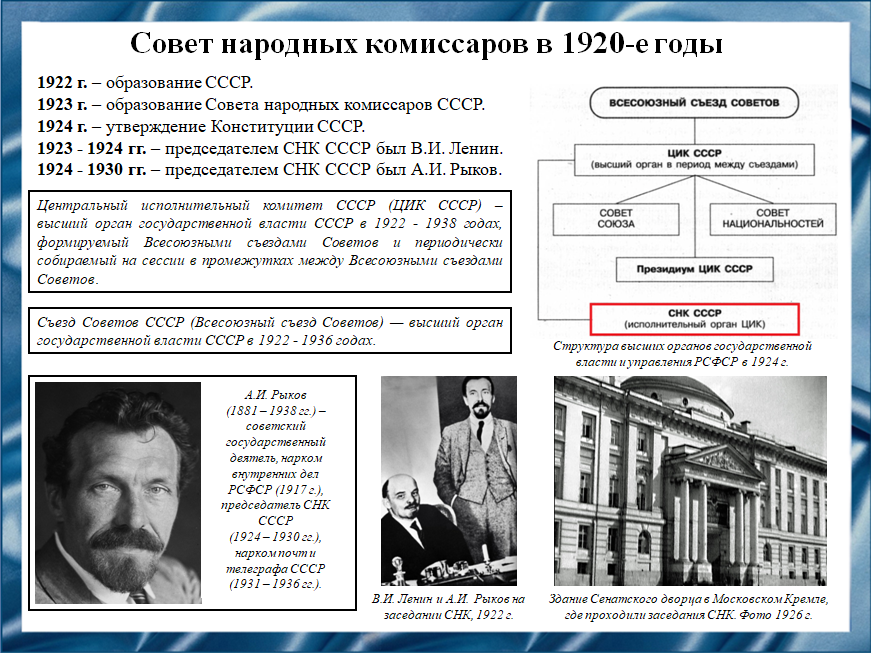 Совет народных комиссаров в 1920-е годы
1922 г. – образование СССР.
1923 г. – образование Совета народных комиссаров СССР.
1924 г. – утверждение Конституции СССР.
1923 - 1924 гг. – председателем СНК СССР был В.И. Ленин.
1924 - 1930 гг. – председателем СНК СССР был А.И. Рыков.
Центральный исполнительный комитет СССР (ЦИК СССР) –
высший орган государственной власти СССР в 1922 - 1938 годах,
формируемый Всесоюзными съездами Советов и периодически
собираемый на сессии в промежутках между Всесоюзными съездами
Советов.
Съезд Советов СССР (Всесоюзный съезд Советов) — высший орган
государственной власти СССР в 1922 - 1936 годах.
ВСЕСОЮЗНЫЙ СЪЕЗД СОВЕТОВ
ЦИК СССР
(высший орган в период между съездами)
СОВЕТ
СОЮЗА
СОВЕТ
НАЦИОНАЛЬНОСТЕЙ
Президиум ЦИК СССР
СНК СССР
(исполнительный орган ЦИК)
Структура высших органов государственной
власти и управления РСФСР в 1924 г.
А.И. Рыков
(1881 – 1938 гг.) –
советский
государственный
деятель, нарком
внутренних дел
РСФСР (1917 г.),
председатель СНК
СССР
(1924 – 1930 гг.),
нарком почт и
телеграфа СССР
(1931 – 1936 гг.).
В.И. Ленин и А.И. Рыков на
заседании СНК, 1922 г.
Здание Сенатского дворца в Московском Кремле,
где проходили заседания СНК. Фото 1926 г.